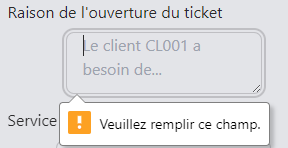 Raison de l'ouverture du ticket
Le client CL001 a
besoin de...
Service
Veuillez remplir ce champ.